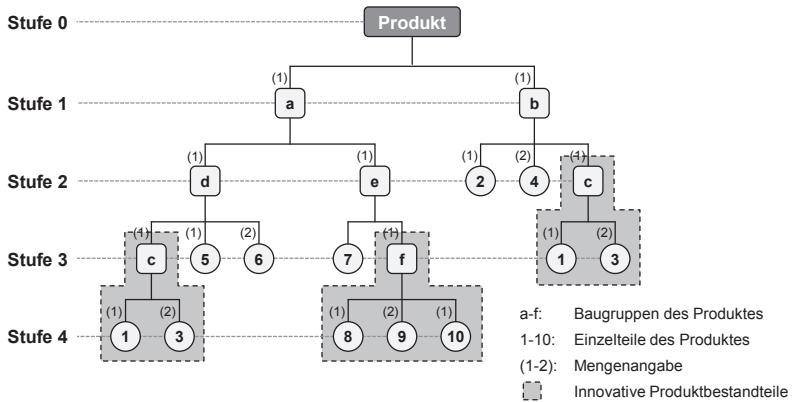 Stufe 0 Produkt
(1) (1)
Stufe 1 a b
(1) (1) (1) (2) (1)
Stufe 2 d e 2 4 c
(1) (1) (2) (1) (1) (2)
Stufe 3 c 5 6 7 f 1 3
(1) (2) (1) (2) (1)
Stufe 4 1 3 8 9 10
a-f: Baugruppen des Produktes
1-10: Einzelteile des Produktes
(1-2): Mengenangabe
Innovative Produktbestandteile